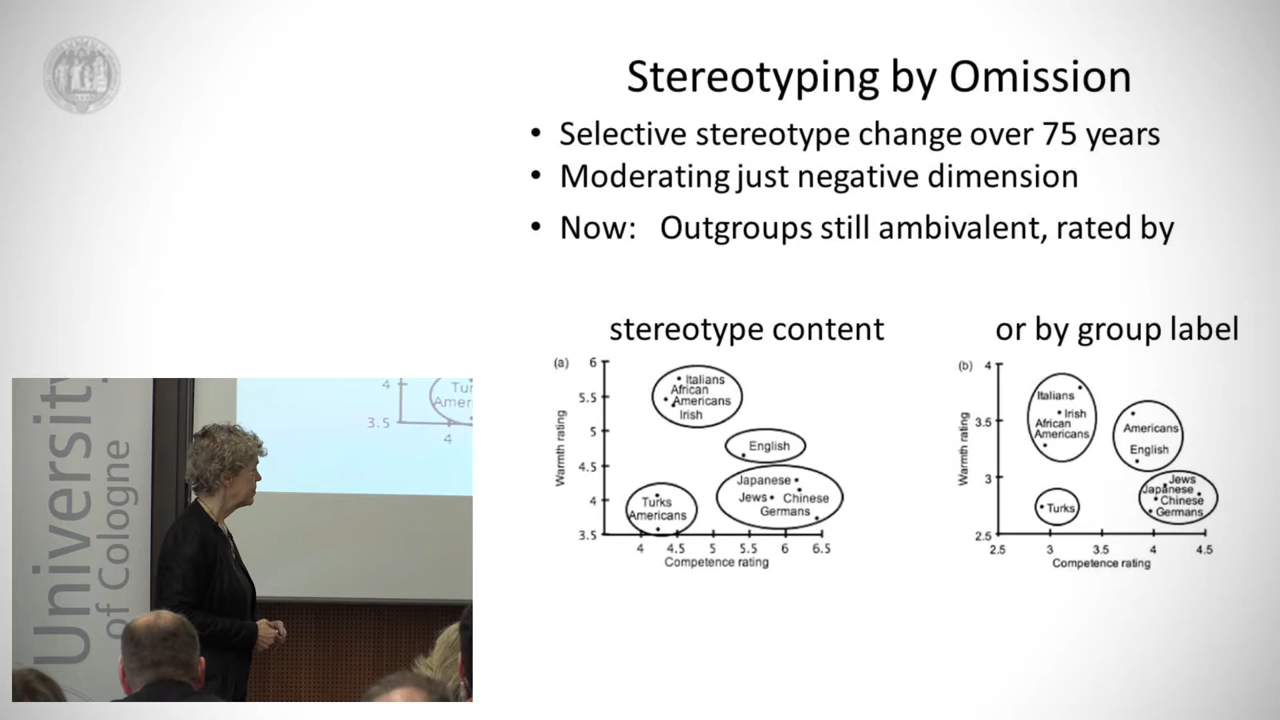 Stereotyping by Omission
• Selective stereotype change over 75 years
• Moderating just negative dimension
• Now: Outgroups still ambivalent, rated by
stereotype content
or by group label
(a)
6
5.5
5
4.5
4
3.5
Warmth rating
Italians
African
Americans
Irish
English
Japanese
Jews
Chinese
Germans
Turks
Americans
4
4.5
5
5.5
6
6.5
Competence rating
(b)
4
3.5
3
2.5
Warmth rating
Italians
Irish
African
Americans
Americans
English
Jews
Japanese
Chinese
Germans
Turks
2.5
3
3.5
4
4.5
Competence rating
University
of Cologne
4
3.5
4